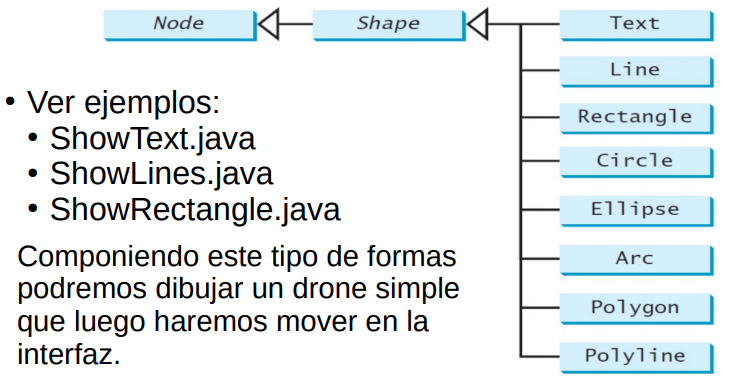 Node
Shape
Text
Line
Rectangle
Circle
Ellipse
Arc
Polygon
Polyline
• Ver ejemplos:
• ShowText.java
• ShowLines.java
• ShowRectangle.java
Componiendo este tipo de formas
podremos dibujar un drone simple
que luego haremos mover en la
interfaz.